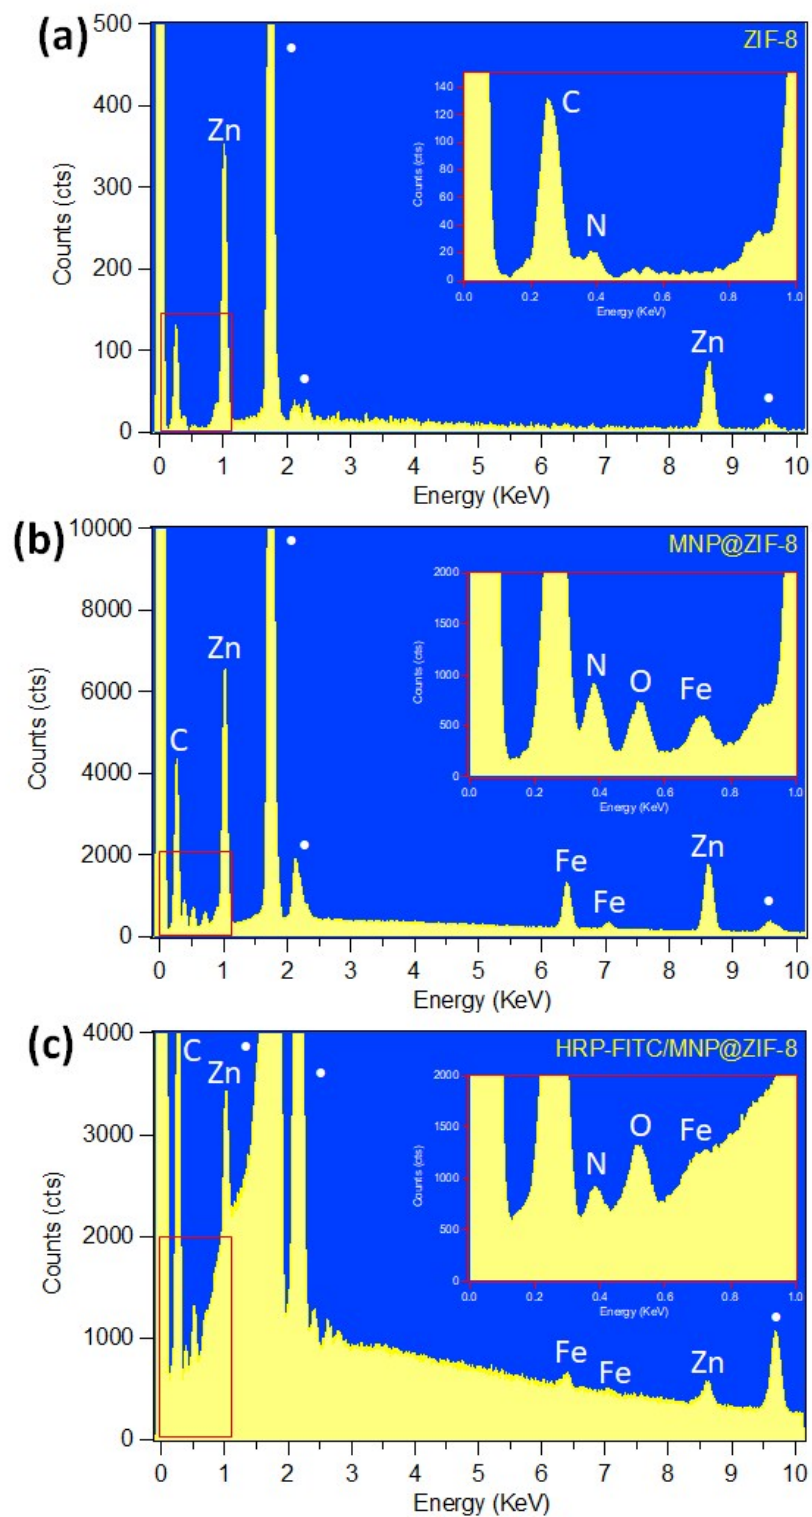 (a)
ZIF-8
500
400
300
200
100
0
Counts (cts)
Zn
Zn
0 1 2 3 4 5 6 7 8 9 10
Energy (KeV)
140
120
100
80
60
40
20
0
Counts (cts)
C
N
0.0 0.2 0.4 0.6 0.8 1.0
Energy (KeV)
(b)
MNP@ZIF-8
10000
8000
6000
4000
2000
0
Counts (cts)
C
Zn
Fe
Fe
Zn
0 1 2 3 4 5 6 7 8 9 10
Energy (KeV)
2000
1500
1000
500
0
Counts (cts)
N
O
Fe
0.0 0.2 0.4 0.6 0.8 1.0
Energy (KeV)
(c)
HRP-FITC/MNP@ZIF-8
4000
3000
2000
1000
0
Counts (cts)
C
Zn
Fe
Fe
Zn
0 1 2 3 4 5 6 7 8 9 10
Energy (KeV)
2000
1500
1000
500
0
Counts (cts)
N
O
Fe
0.0 0.2 0.4 0.6 0.8 1.0
Energy (KeV)